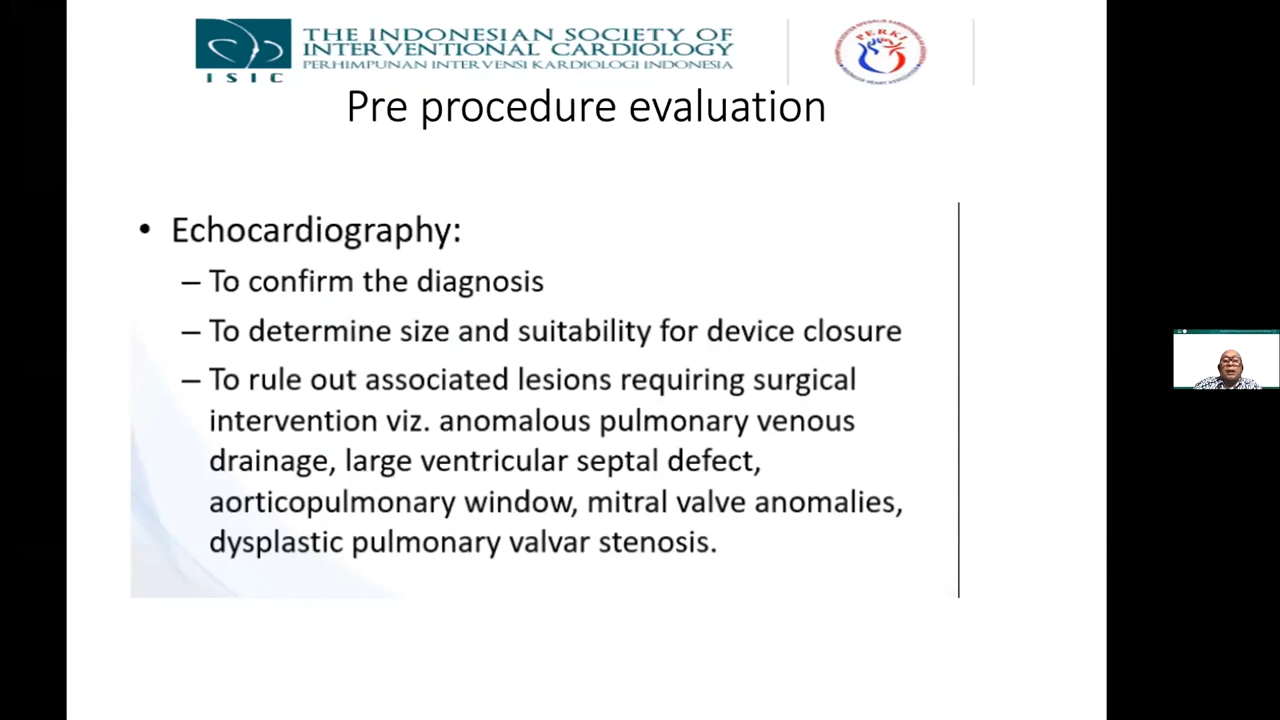 THE INDONESIAN SOCIETY OF
INTERVENTIONAL CARDIOLOGY
PERHIMPUNAN INTERVENSI KARDIOLOGI INDONESIA
I S I C
PERKI
Pre procedure evaluation
• Echocardiography:
– To confirm the diagnosis
– To determine size and suitability for device closure
– To rule out associated lesions requiring surgical
intervention viz. anomalous pulmonary venous
drainage, large ventricular septal defect,
aorticopulmonary window, mitral valve anomalies,
dysplastic pulmonary valvar stenosis.